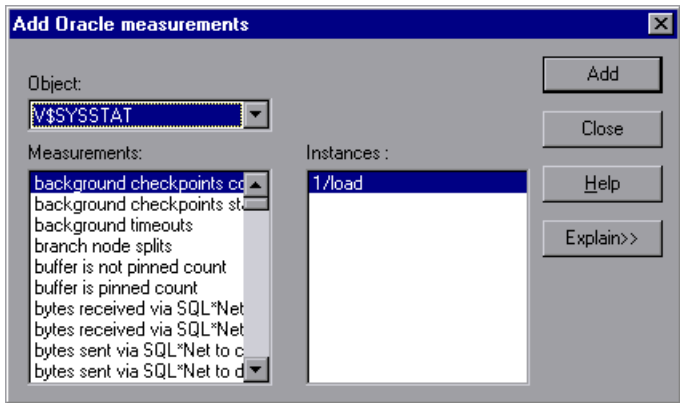 Add Oracle measurements
Object:
V$SYSSTAT
Measurements:
background checkpoints co
background checkpoints sta
background timeouts
branch node splits
buffer is not pinned count
buffer is pinned count
bytes received via SQL*Net
bytes received via SQL*Net
bytes sent via SQL*Net to c
bytes sent via SQL*Net to d
Instances :
1/load
Add
Close
Help
Explain>>